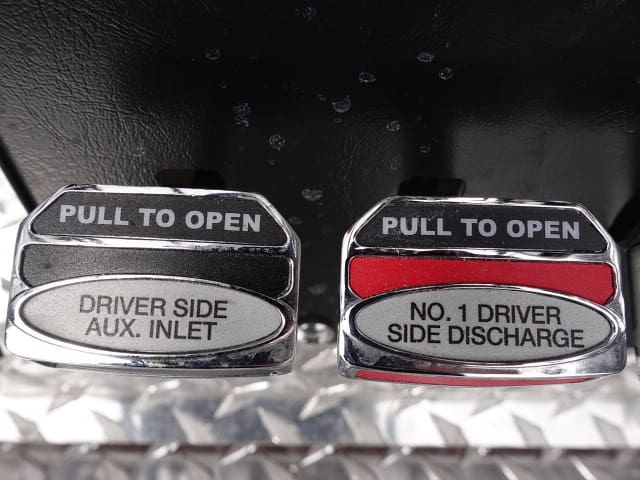 PULL TO OPEN
DRIVER SIDE
AUX. INLET
PULL TO OPEN
NO. 1 DRIVER
SIDE DISCHARGE